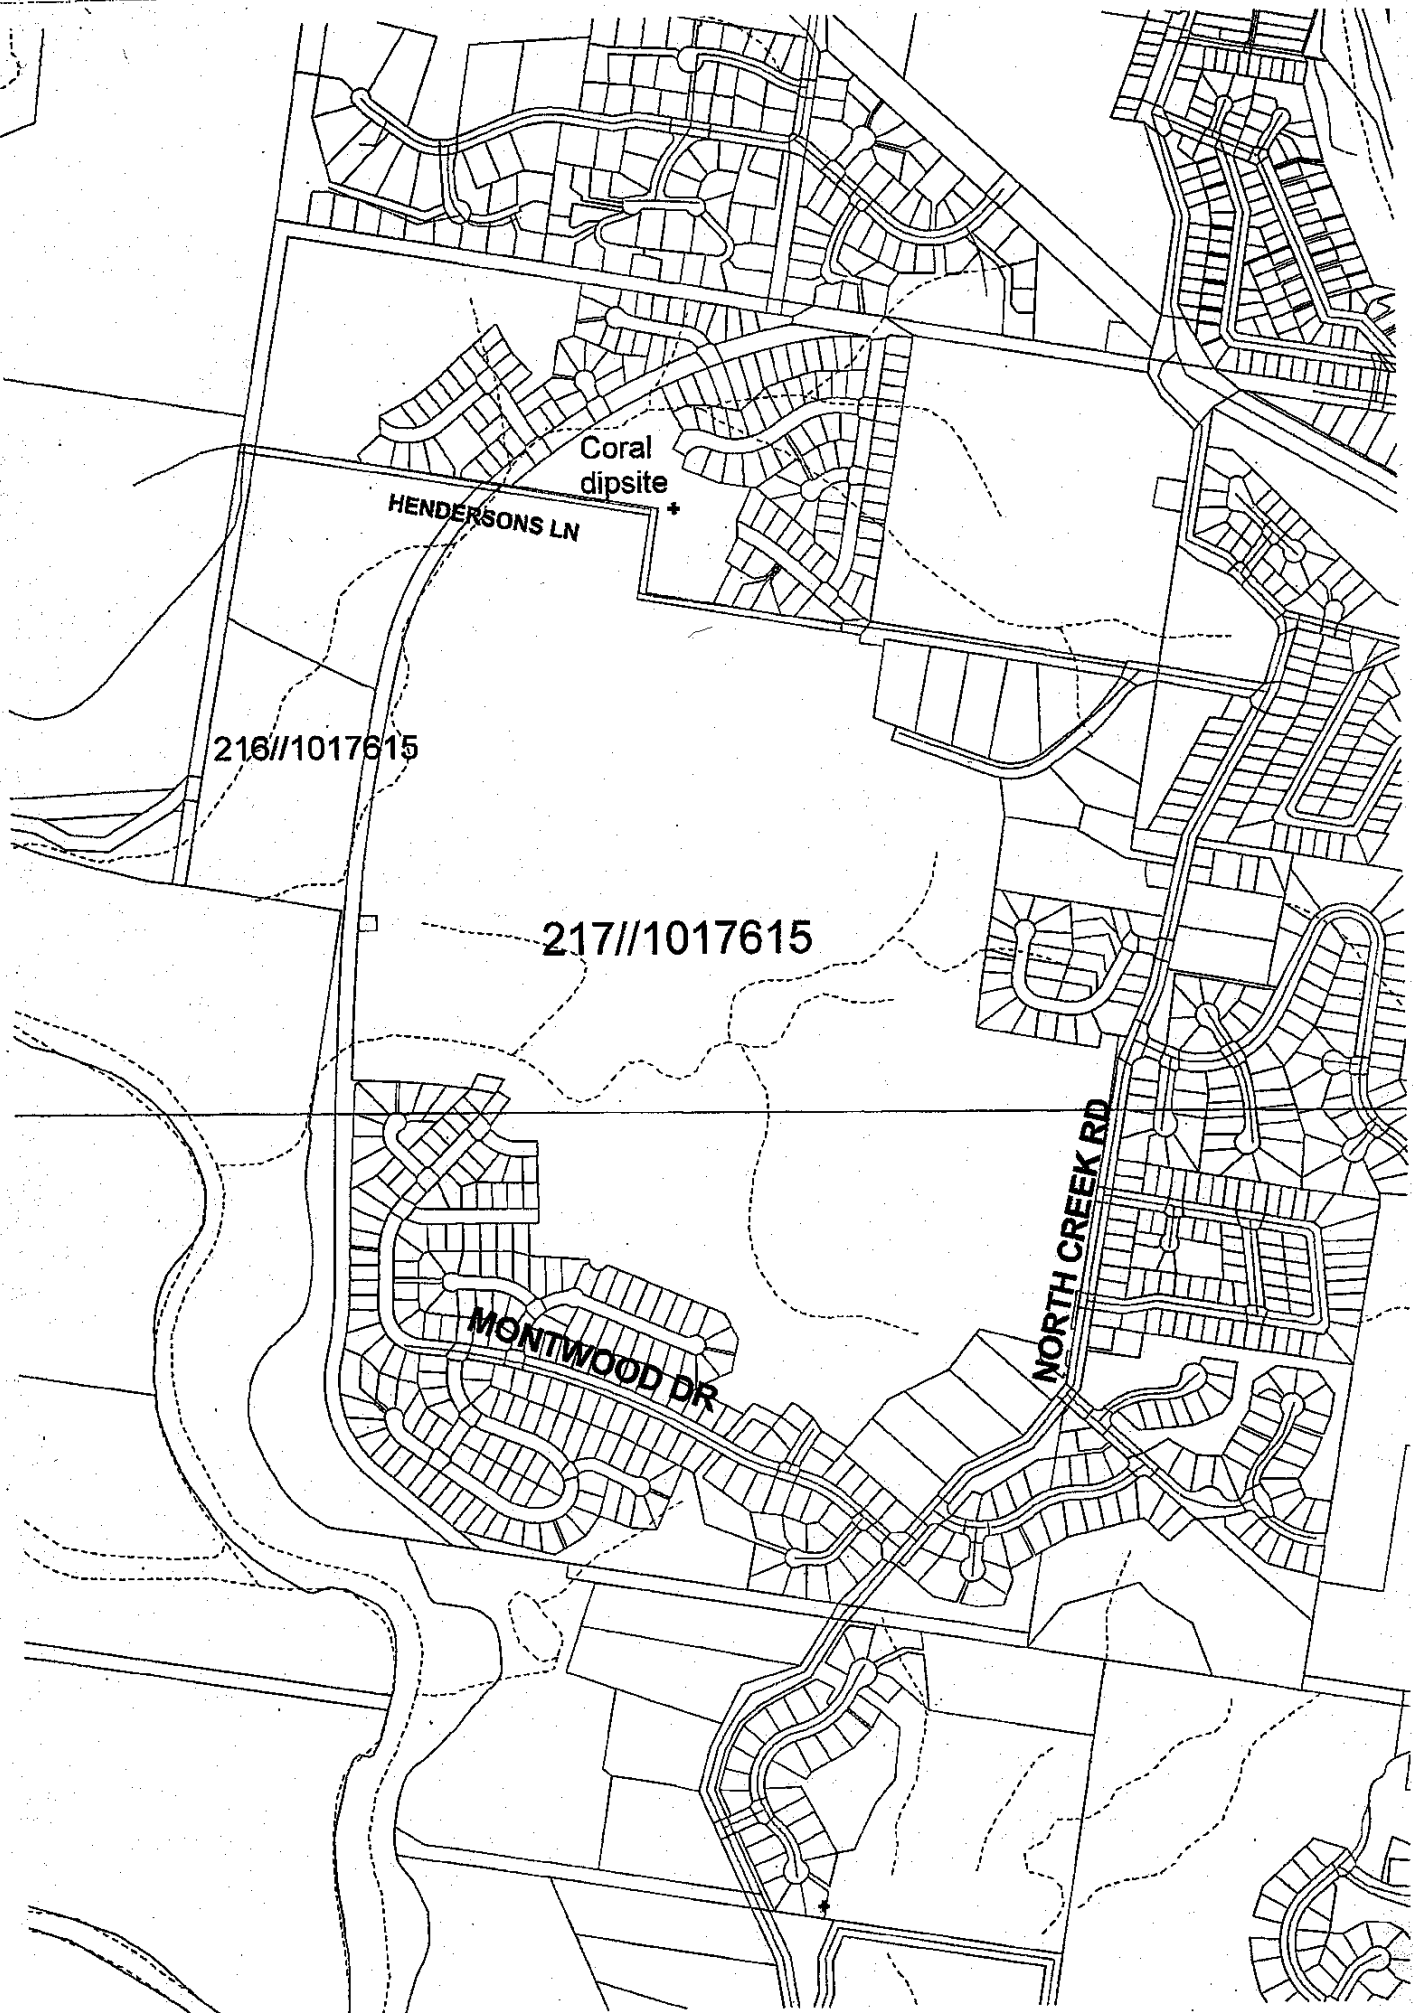 Coral
dipsite
HENDERSONS LN
216//1017615
217//1017615
NORTH CREEK RD
MONTWOOD DR